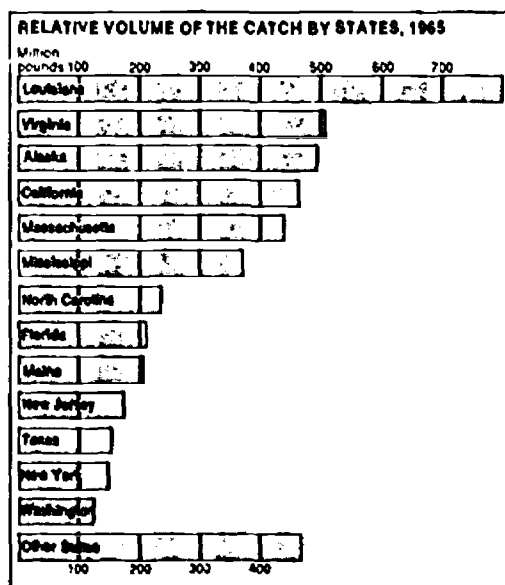 RELATIVE VOLUME OF THE CATCH BY STATES, 1965
Million
pounds 100 200 300 400 500 600 700
Louisiana
Virginia
Alaska
California
Massachusetts
Mississippi
North Carolina
Florida
Maine
New Jersey
Texas
New York
Washington
Other States
100 200 300 400